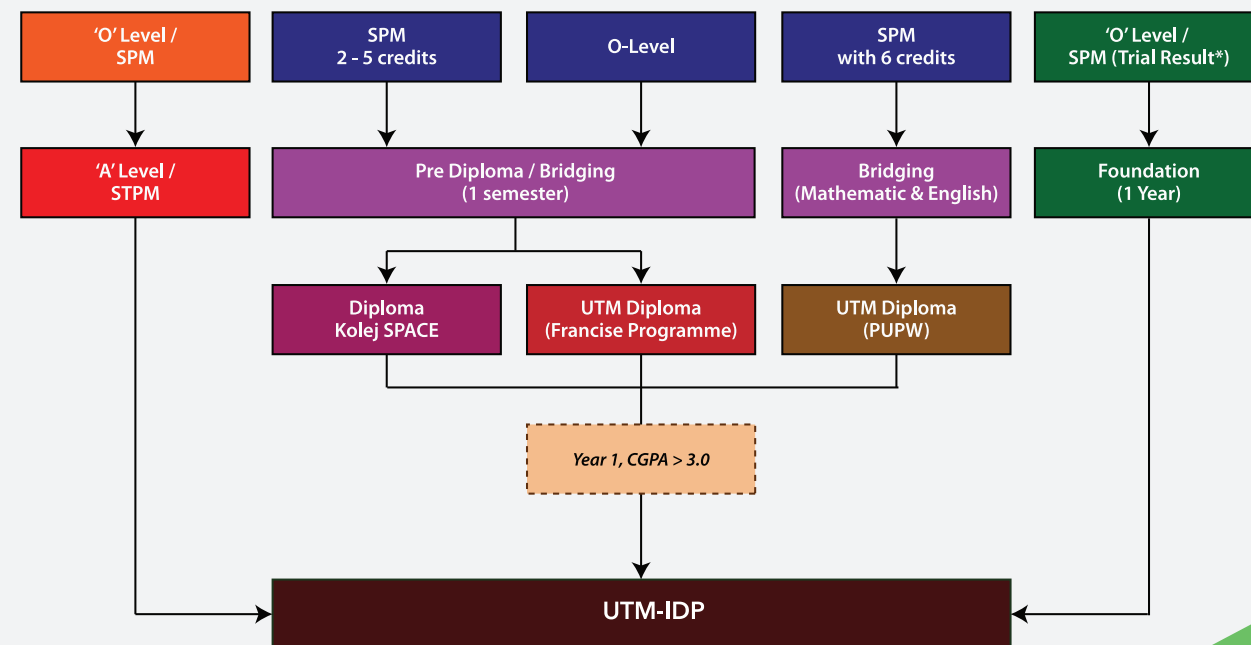 ‘O’ Level /
SPM
SPM
2 - 5 credits
O-Level
SPM
with 6 credits
‘O’ Level /
SPM (Trial Result*)
‘A’ Level /
STPM
Pre Diploma / Bridging
(1 semester)
Bridging
(Mathematic & English)
Foundation
(1 Year)
Diploma
Kolej SPACE
UTM Diploma
(Francise Programme)
UTM Diploma
(PUPW)
Year 1, CGPA > 3.0
UTM-IDP